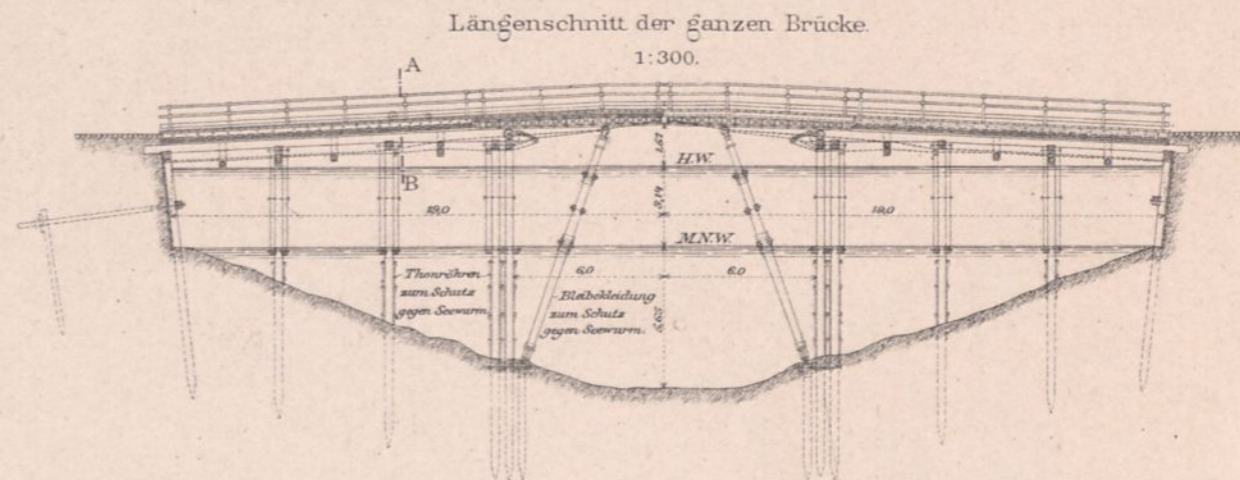 Längenschnitt der ganzen Brücke.
1:300.
A
H.W.
B
19,0
19,0
M.N.W.
6,0
6,0
Thonröhren
zum Schutz
gegen Seewurm.
Bleibekleidung
zum Schutz
gegen Seewurm.